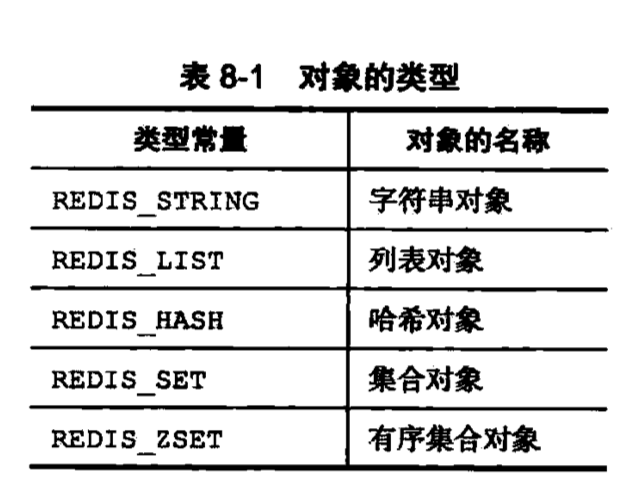 表 8-1 对象的类型
类型常量 对象的名称
REDIS_STRING 字符串对象
REDIS_LIST 列表对象
REDIS_HASH 哈希对象
REDIS_SET 集合对象
REDIS_ZSET 有序集合对象